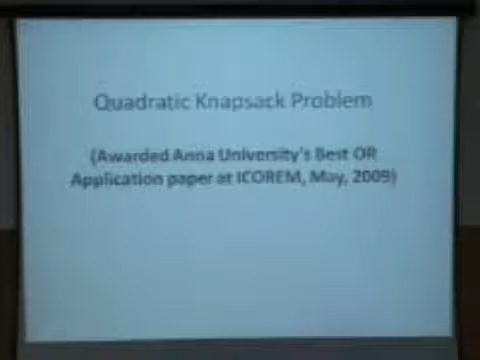 Quadratic Knapsack Problem
(Awarded Anna University's Best OR
Application paper at ICOREM, May, 2009)